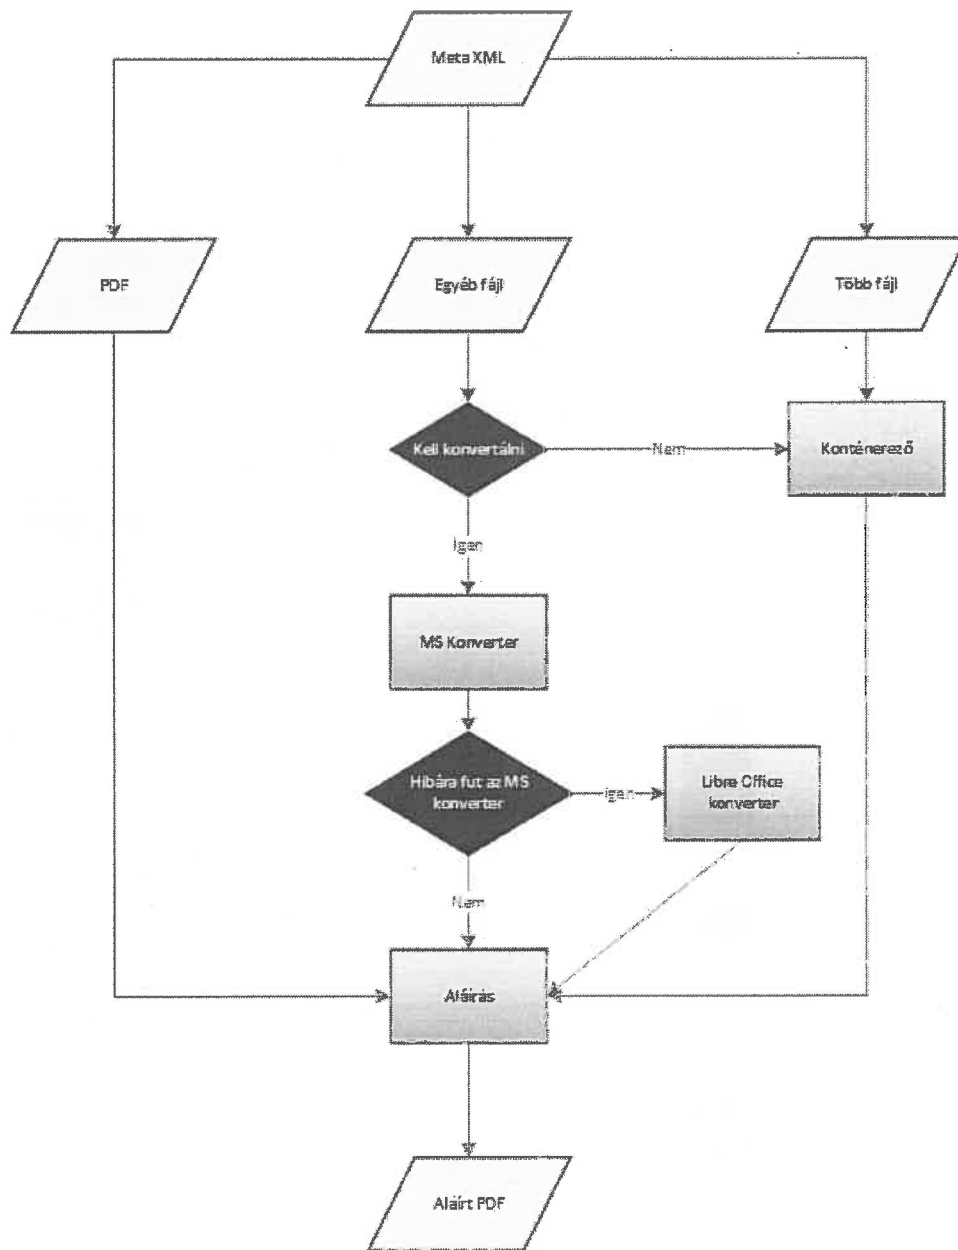 Meta XML
PDF
Egyéb fájl
Több fájl
Kell konvertálni
Nem
Konténerező
Igen
MS Konverter
Hibára fut az MS
konverter
Igen
Libre Office
konverter
Nem
Aláírás
Aláírt PDF